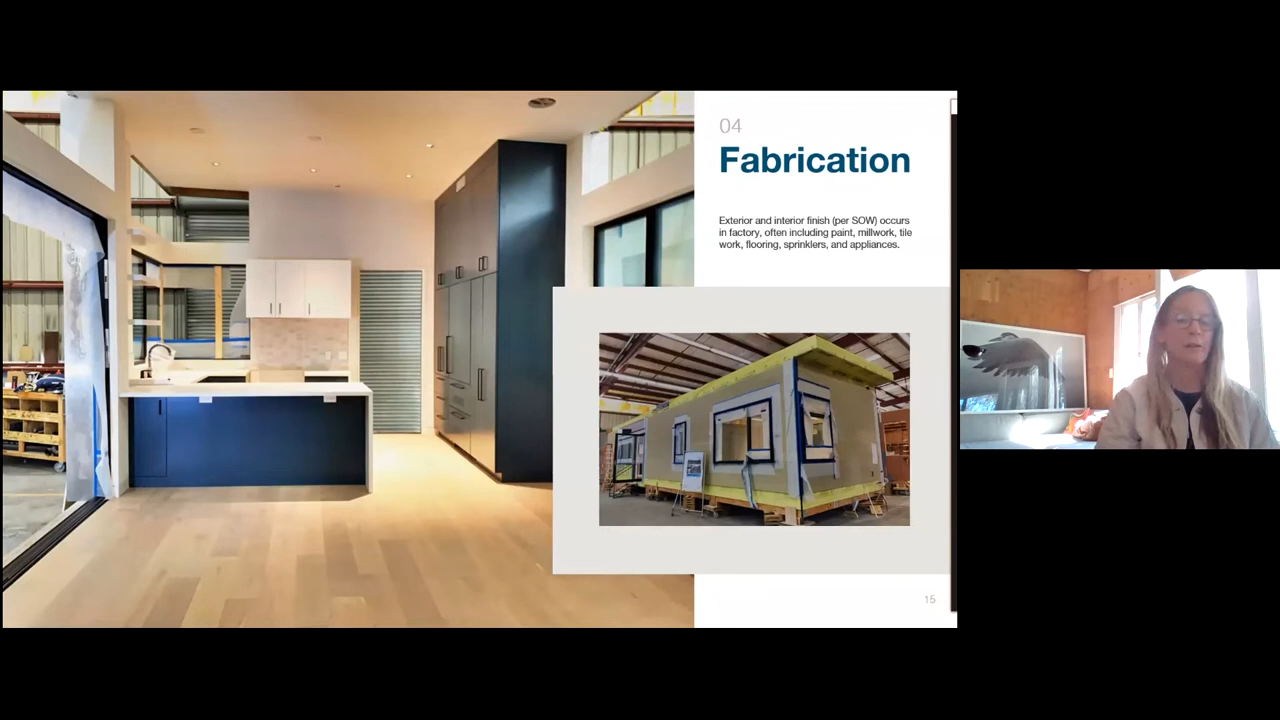 04
Fabrication
Exterior and interior finish (per SOW) occurs
in factory, often including paint, millwork, tile
work, flooring, sprinklers, and appliances.
15